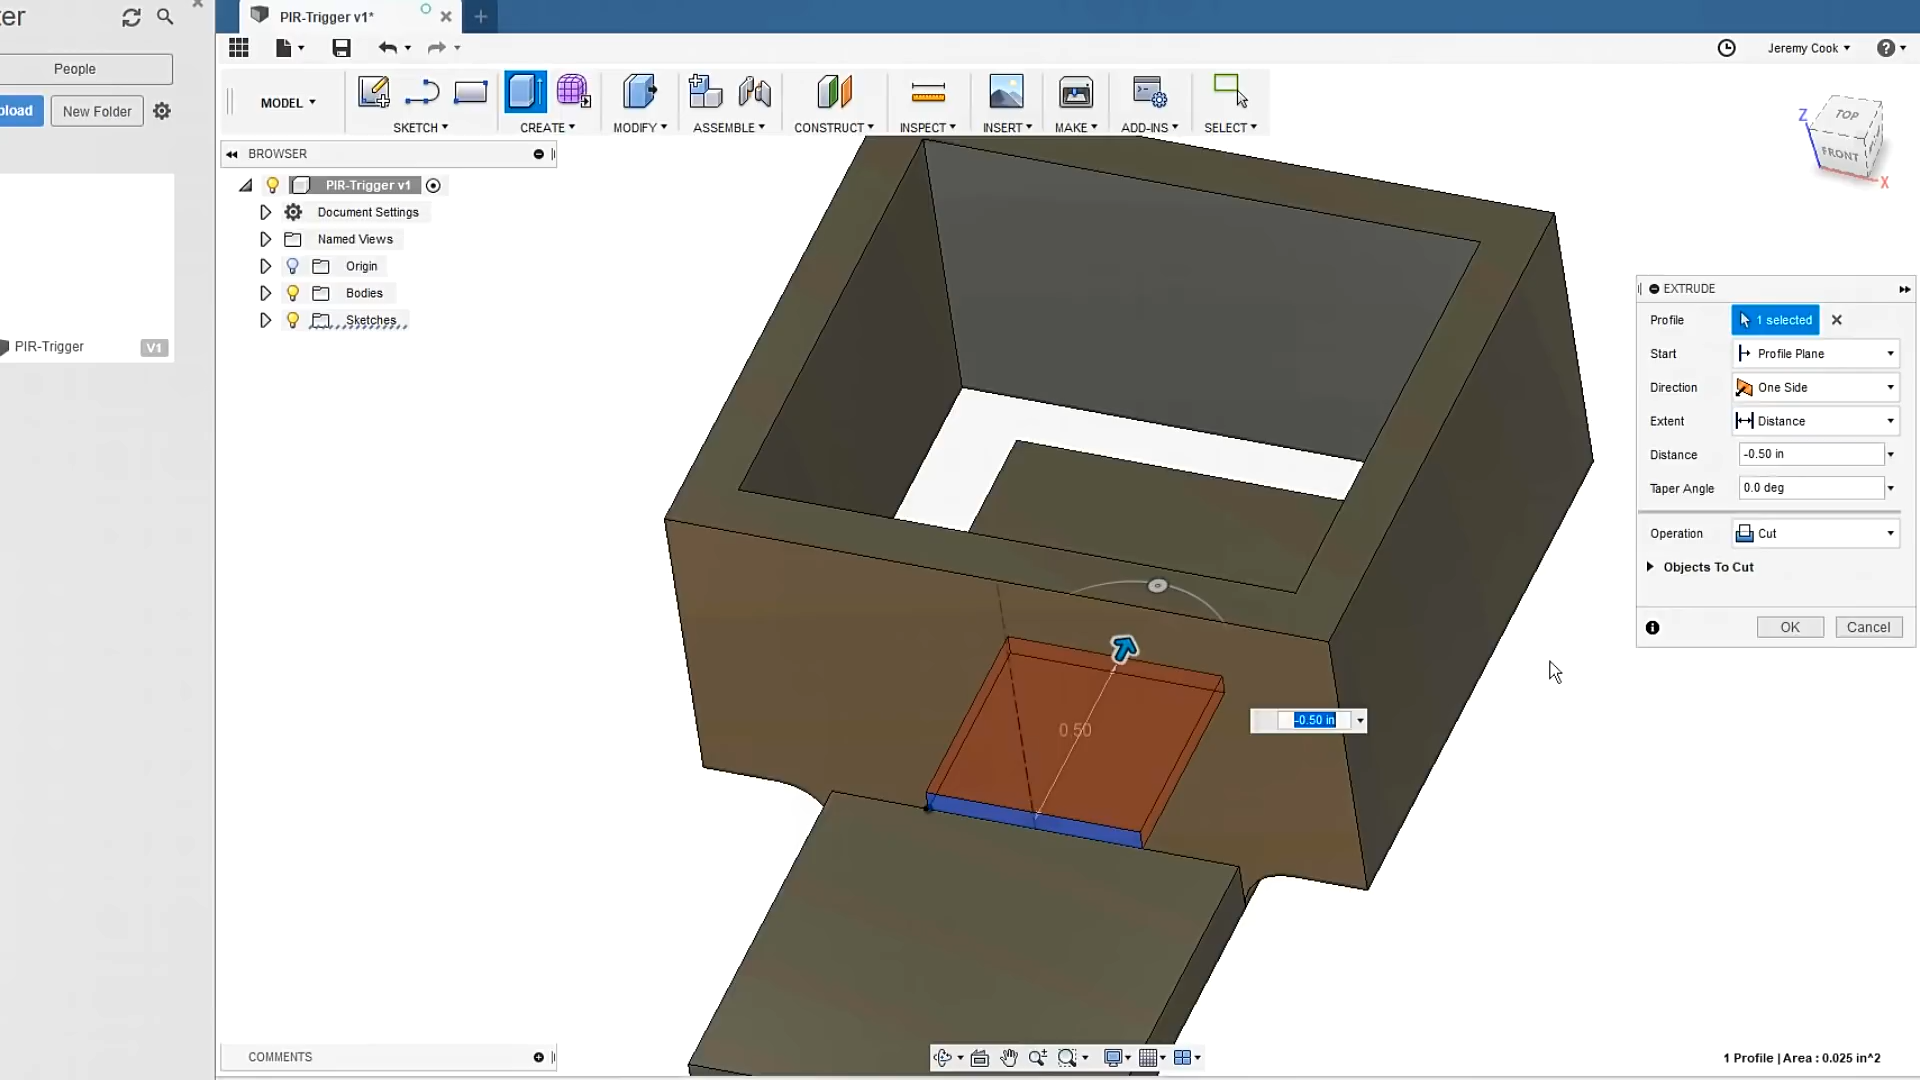 ter
PIR-Trigger v1*
Jeremy Cook
People
pload
New Folder
MODEL
SKETCH
CREATE
MODIFY
ASSEMBLE
CONSTRUCT
INSPECT
INSERT
MAKE
ADD-INS
SELECT
TOP
FRONT
Z
X
BROWSER
PIR-Trigger v1
Document Settings
Named Views
Origin
Bodies
Sketches
PIR-Trigger
V1
EXTRUDE
Profile
1 selected
Start
Profile Plane
Direction
One Side
Extent
Distance
Distance
-0.50 in
Taper Angle
0.0 deg
Operation
Cut
Objects To Cut
OK
Cancel
0.50
-0.50 in
COMMENTS
1 Profile | Area : 0.025 in^2